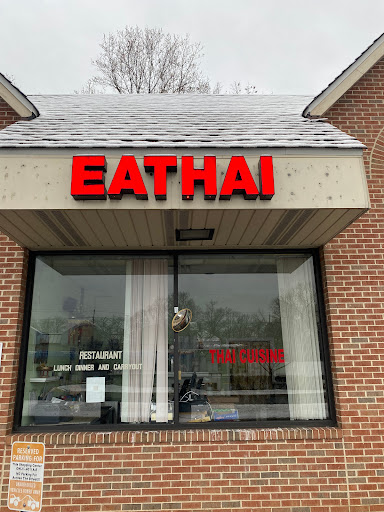 EATHAI
RESTAURANT
LUNCH DINNER AND CARRYOUT
THAI CUISINE
RESERVED
PARKING FOR